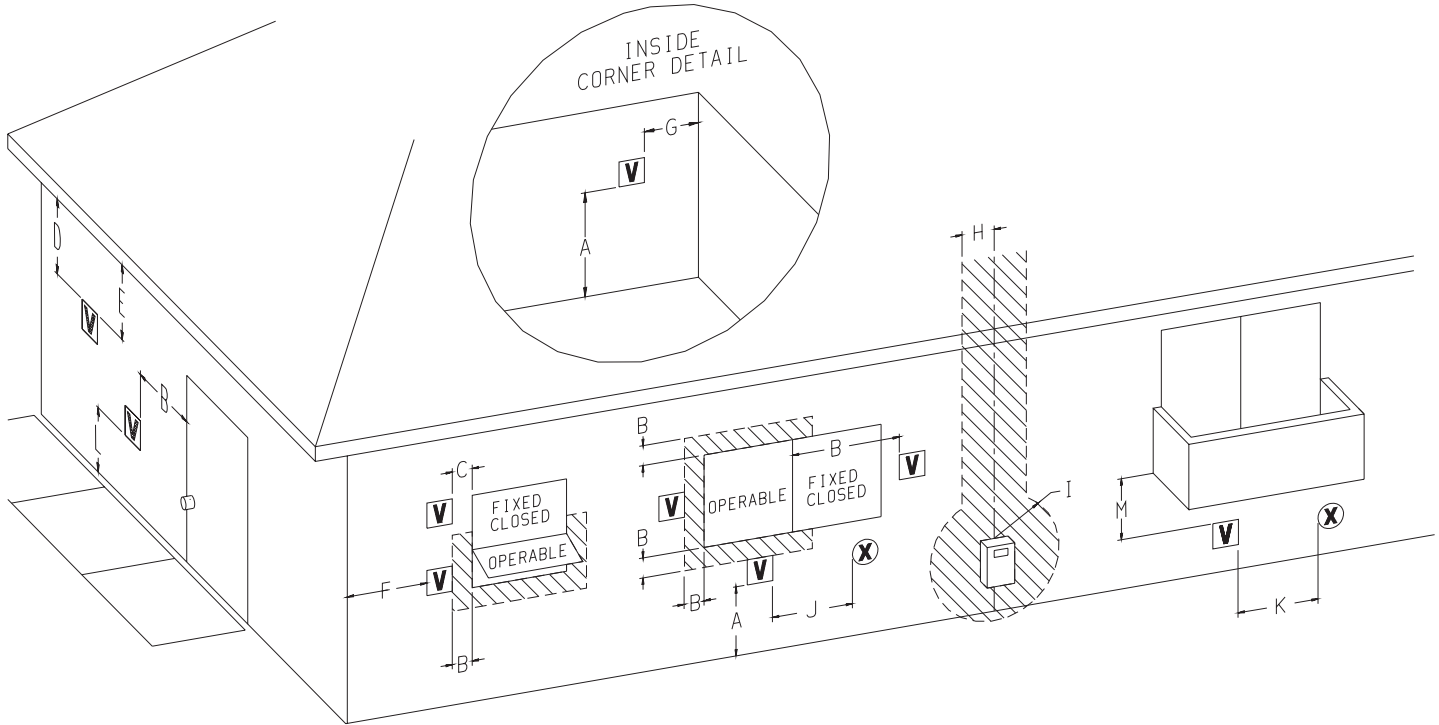 INSIDE
CORNER DETAIL
G
V
A
H
D
E
V
B
V
L
B
B
V
C
V
FIXED
CLOSED
OPERABLE
V
F
B
V
OPERABLE
FIXED
CLOSED
B
B
V
X
A
J
I
M
V
X
K